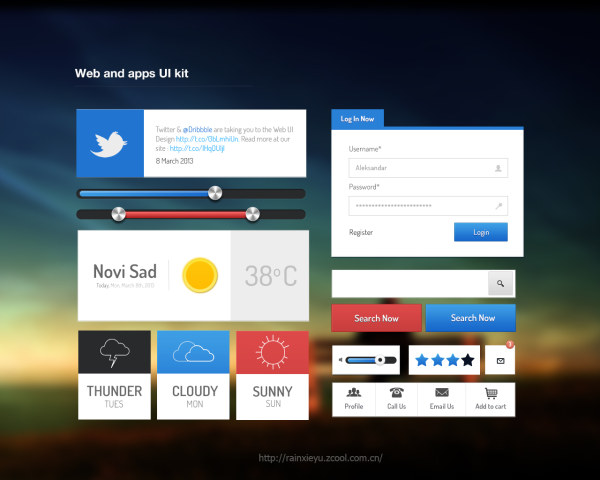 Web and apps UI kit
Twitter & @Dribbble are taking you to the Web UI
Design http://t.co/13bLmhiUn. Read more at our
site : http://t.co/IHqDUIjl
8 March 2013
Novi Sad
Today, Mon, March 8th, 2013
38°C
THUNDER
TUES
CLOUDY
MON
SUNNY
SUN
Log In Now
Username*
Aleksandar
Password*
************************
Register
Login
Search Now
Search Now
1
Profile
Call Us
Email Us
Add to cart
http://rainxieyu.zcool.com.cn/